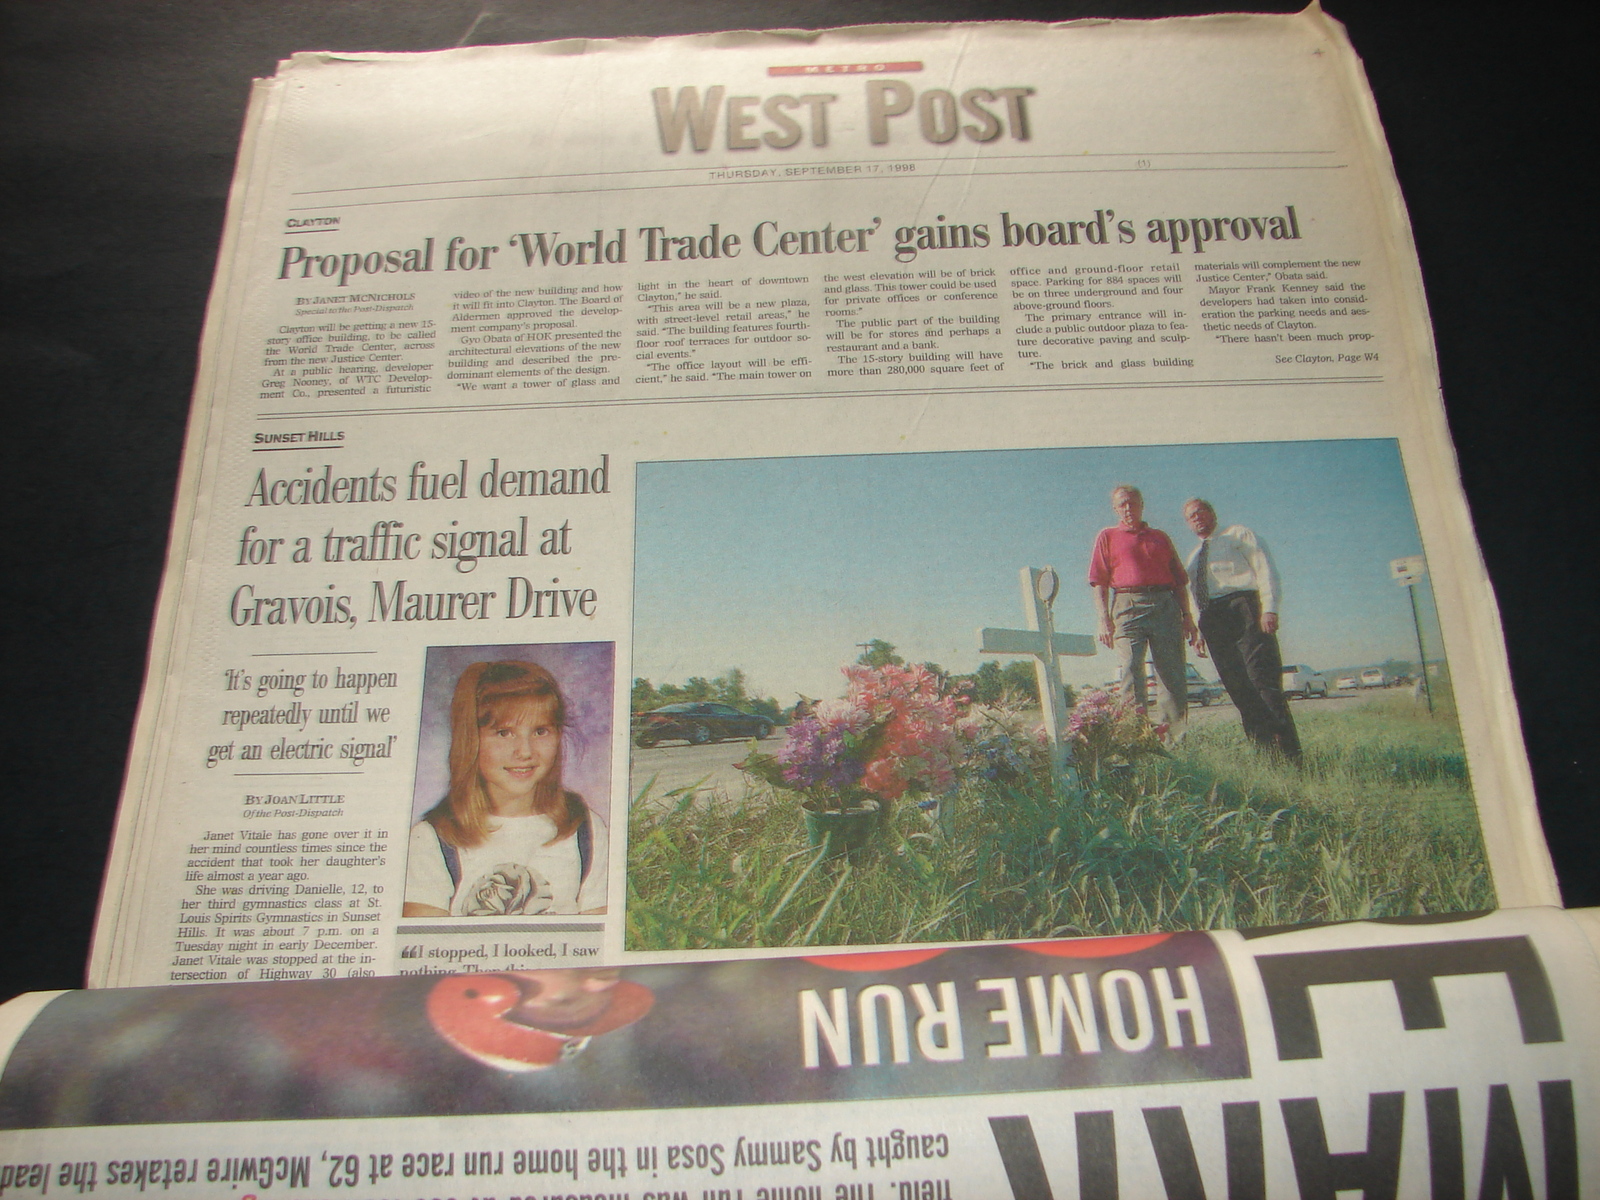 METRO
WEST POST
THURSDAY, SEPTEMBER 17, 1998
(1)
CLAYTON
Proposal for 'World Trade Center' gains board's approval
BY JANET MCNICHOLS
Special to the Post-Dispatch
Clayton will be getting a new 15-
story office building, to be called
the World Trade Center, across
from the new Justice Center.
At a public hearing, developer
Greg Nooney, of WTC Develop-
ment Co., presented a futuristic
video of the new building and how
it will fit into Clayton. The Board of
Aldermen approved the develop-
ment company's proposal.
Gyo Obata of HOK presented the
architectural elevations of the new
building and described the pre-
dominant elements of the design.
"We want a tower of glass and
light in the heart of downtown
Clayton," he said.
"This area will be a new plaza,
with street-level retail areas," he
said. "The building features fourth-
floor roof terraces for outdoor so-
cial events."
"The office layout will be effi-
cient," he said. "The main tower on
the west elevation will be of brick
and glass. This tower could be used
for private offices or conference
rooms."
The public part of the building
will be for stores and perhaps a
restaurant and a bank.
The 15-story building will have
more than 280,000 square feet of
office and ground-floor retail
space. Parking for 884 spaces will
be on three underground and four
above-ground floors.
The primary entrance will in-
clude a public outdoor plaza to fea-
ture decorative paving and sculp-
ture.
"The brick and glass building
materials will complement the new
Justice Center," Obata said.
Mayor Frank Kenney said the
developers had taken into consid-
eration the parking needs and aes-
thetic needs of Clayton.
"There hasn't been much prop-
See Clayton, Page W4
SUNSET HILLS
Accidents fuel demand
for a traffic signal at
Gravois, Maurer Drive
'It's going to happen
repeatedly until we
get an electric signal'
BY JOAN LITTLE
Of the Post-Dispatch
Janet Vitale has gone over it in
her mind countless times since the
accident that took her daughter's
life almost a year ago.
She was driving Danielle, 12, to
her third gymnastics class at St.
Louis Spirits Gymnastics in Sunset
Hills. It was about 7 p.m. on a
Tuesday night in early December.
Janet Vitale was stopped at the in-
tersection of Highway 30 (also
"I stopped, I looked, I saw
nothing.
HOME RUN
caught by Sammy Sosa in the home run race at 62, McGwire retakes the lead
field. The home run was